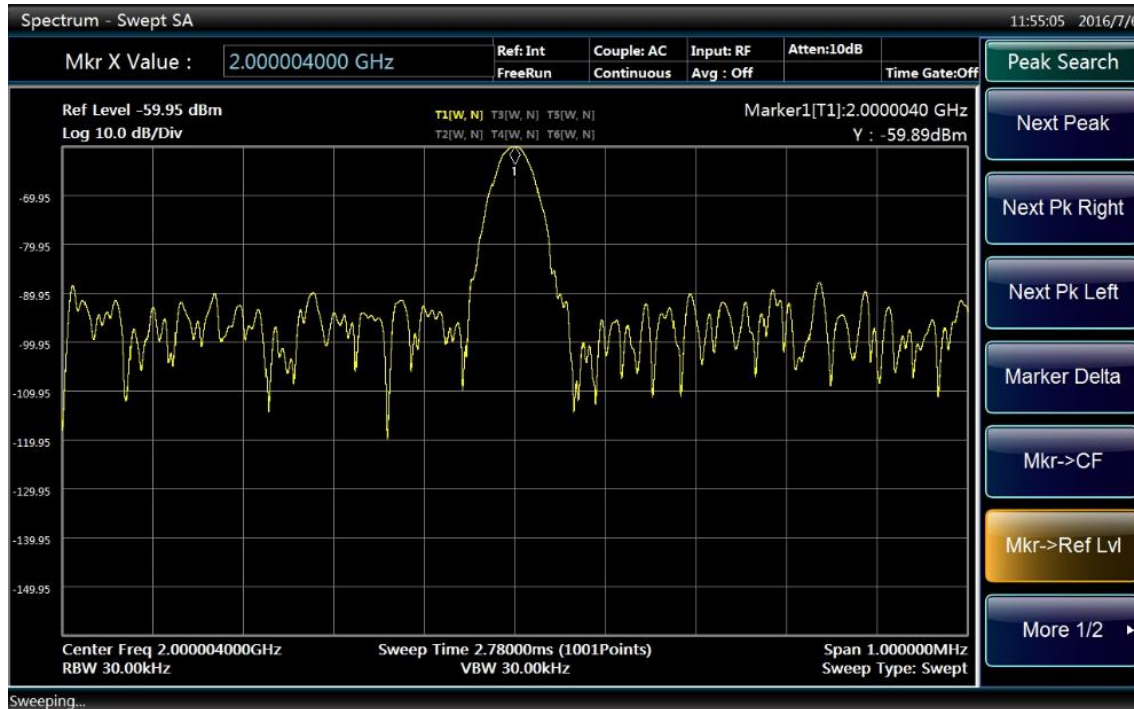 Spectrum - Swept SA
11:55:05 2016/7/6
Mkr X Value :
2.000004000 GHz
Ref: Int
Couple: AC
Input: RF
Atten:10dB
FreeRun
Continuous
Avg : Off
Time Gate:Off
Peak Search
Ref Level -59.95 dBm
T1[W, N] T3[W, N] T5[W, N]
Marker1[T1]:2.0000040 GHz
Log 10.0 dB/Div
T2[W, N] T4[W, N] T6[W, N]
Y : -59.89dBm
1
-69.95
-79.95
-89.95
-99.95
-109.95
-119.95
-129.95
-139.95
-149.95
Next Peak
Next Pk Right
Next Pk Left
Marker Delta
Mkr->CF
Mkr->Ref Lvl
More 1/2
Center Freq 2.000004000GHz
Sweep Time 2.78000ms (1001Points)
Span 1.000000MHz
RBW 30.00kHz
VBW 30.00kHz
Sweep Type: Swept
Sweeping...